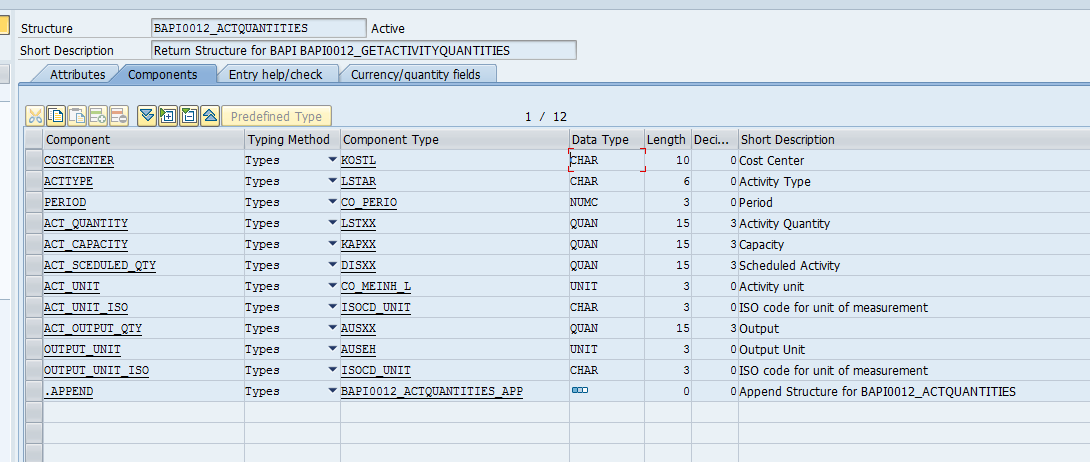 Structure BAPI0012_ACTQUANTITIES Active
Short Description Return Structure for BAPI BAPI0012_GETACTIVITYQUANTITIES
Attributes Components Entry help/check Currency/quantity fields
Predefined Type 1 / 12
Component Typing Method Component Type Data Type Length Deci... Short Description
COSTCENTER Types KOSTL CHAR 10 0 Cost Center
ACTTYPE Types LSTAR CHAR 6 0 Activity Type
PERIOD Types CO_PERIO NUMC 3 0 Period
ACT_QUANTITY Types LSTXX QUAN 15 3 Activity Quantity
ACT_CAPACITY Types KAPXX QUAN 15 3 Capacity
ACT_SCEDULED_QTY Types DISXX QUAN 15 3 Scheduled Activity
ACT_UNIT Types CO_MEINH_L UNIT 3 0 Activity unit
ACT_UNIT_ISO Types ISOCD_UNIT CHAR 3 0 ISO code for unit of measurement
ACT_OUTPUT_QTY Types AUSXX QUAN 15 3 Output
OUTPUT_UNIT Types AUSEH UNIT 3 0 Output Unit
OUTPUT_UNIT_ISO Types ISOCD_UNIT CHAR 3 0 ISO code for unit of measurement
.APPEND Types BAPI0012_ACTQUANTITIES_APP 0 0 Append Structure for BAPI0012_ACTQUANTITIES